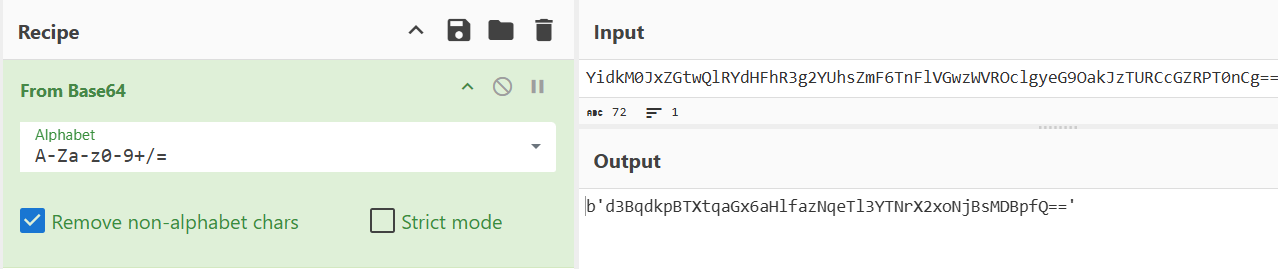 Recipe
From Base64
Alphabet
A-Za-z0-9+/=
Remove non-alphabet chars
Strict mode
Input
YidkM0JxZGtwQlRYdHFhR3g2YUhsZmF6TnFlVGwzWVROclgyeG9OakJzTURCcGZRPT0nCg==
ABC 72 1
Output
b'd3BqdkpBTXtqaGx6aHlfazNqeTl3YTNrX2xoNjBsMDBpfQ=='